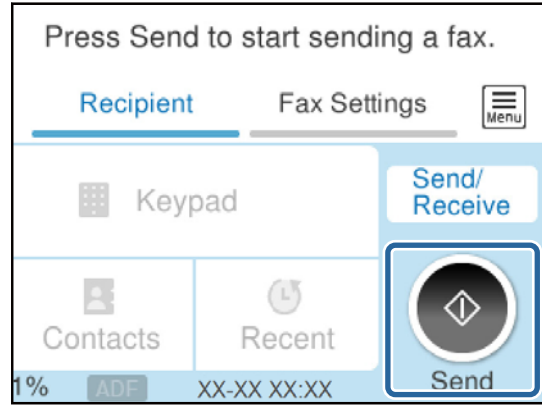 Press Send to start sending a fax.
Recipient
Fax Settings
Menu
Keypad
Send/
Receive
Contacts
Recent
Send
1%
ADF
XX-XX XX:XX